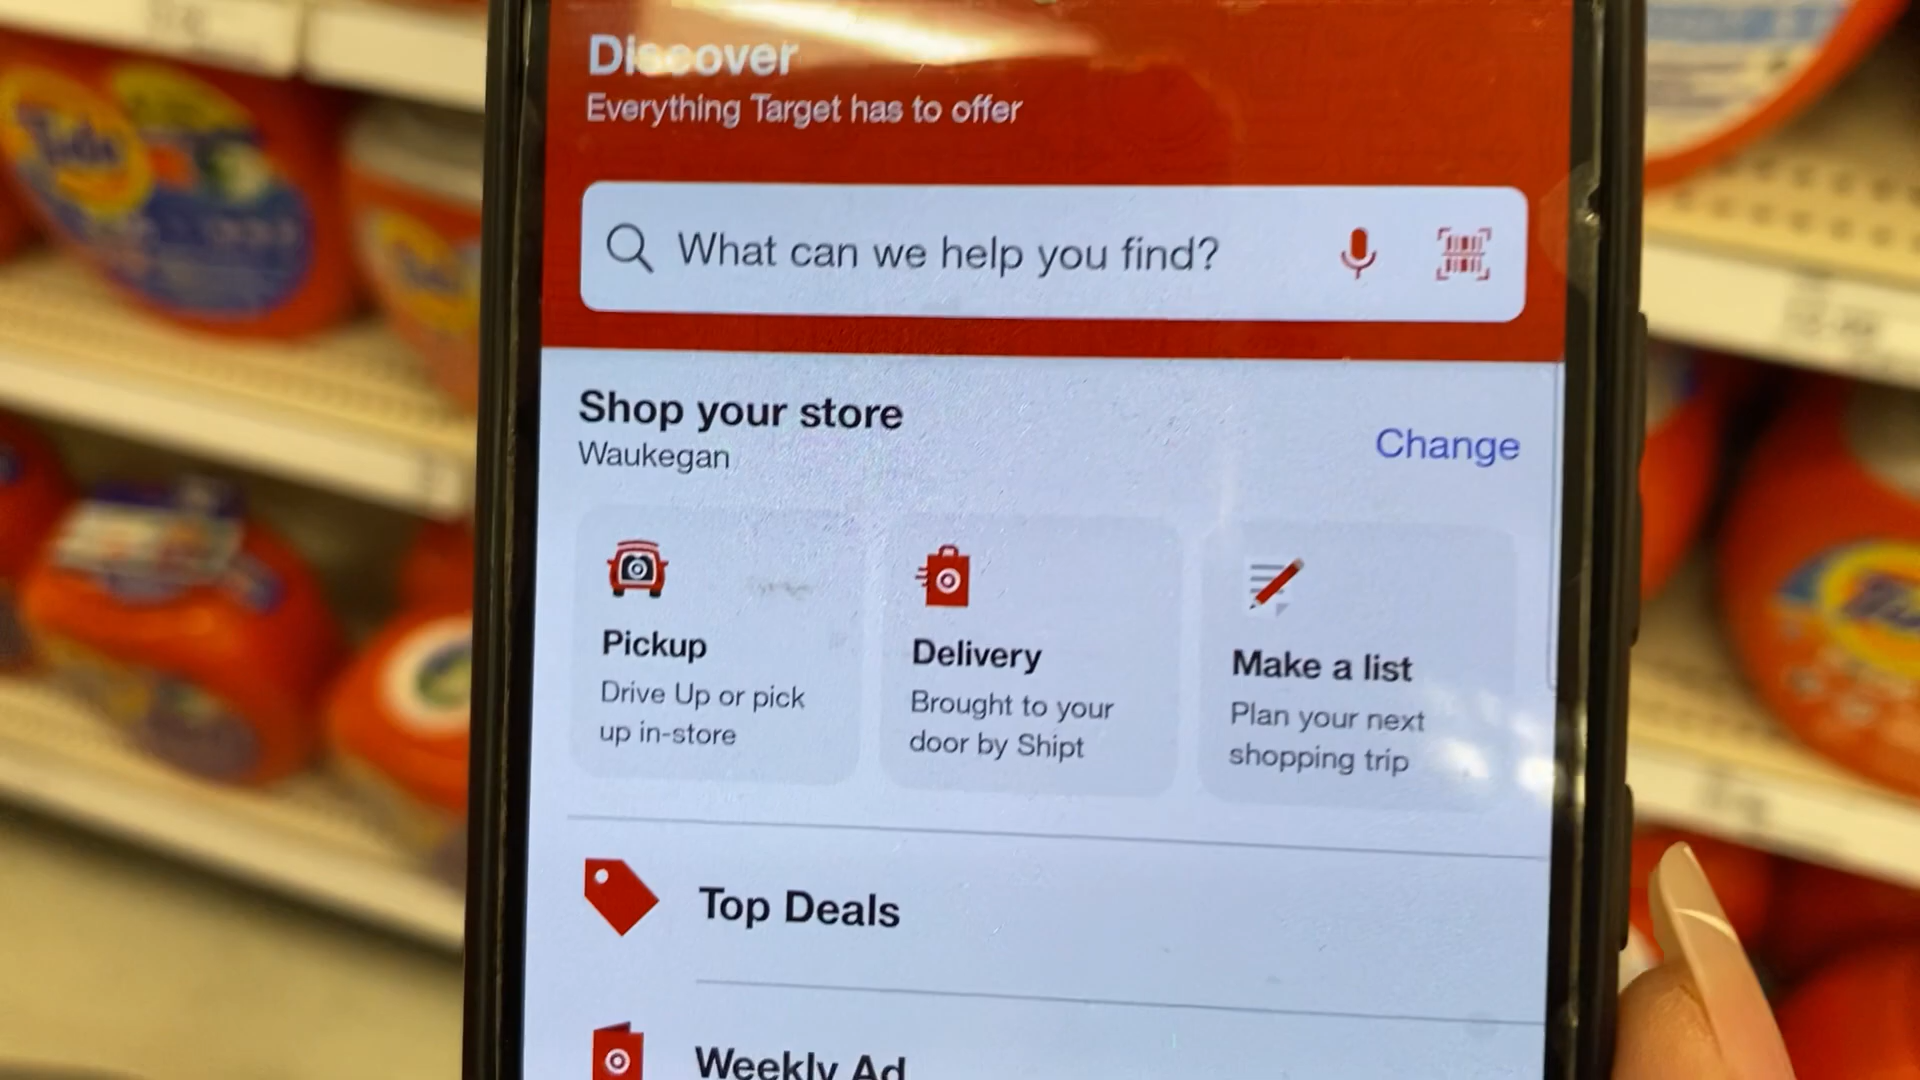 Discover
Everything Target has to offer
What can we help you find?
Shop your store
Waukegan
Change
Pickup
Drive Up or pick
up in-store
Delivery
Brought to your
door by Shipt
Make a list
Plan your next
shopping trip
Top Deals
Weekly Ad
Tide